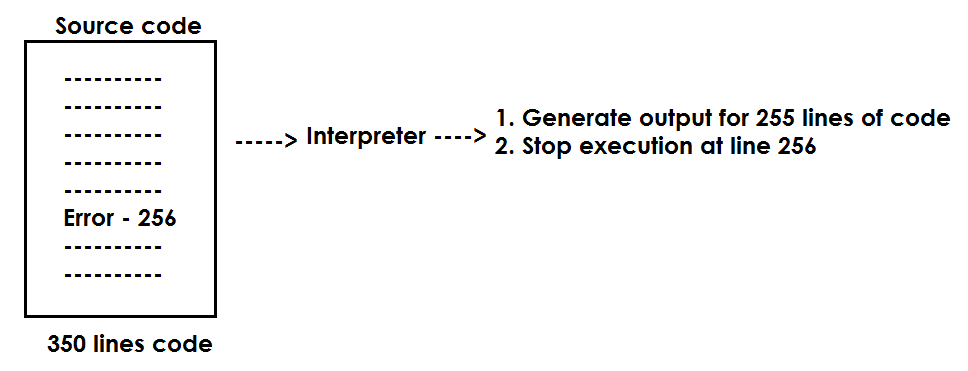 Source code
----------
----------
----------
----------
----------
Error - 256
----------
----------
350 lines code
-----> Interpreter ---->
1. Generate output for 255 lines of code
2. Stop execution at line 256